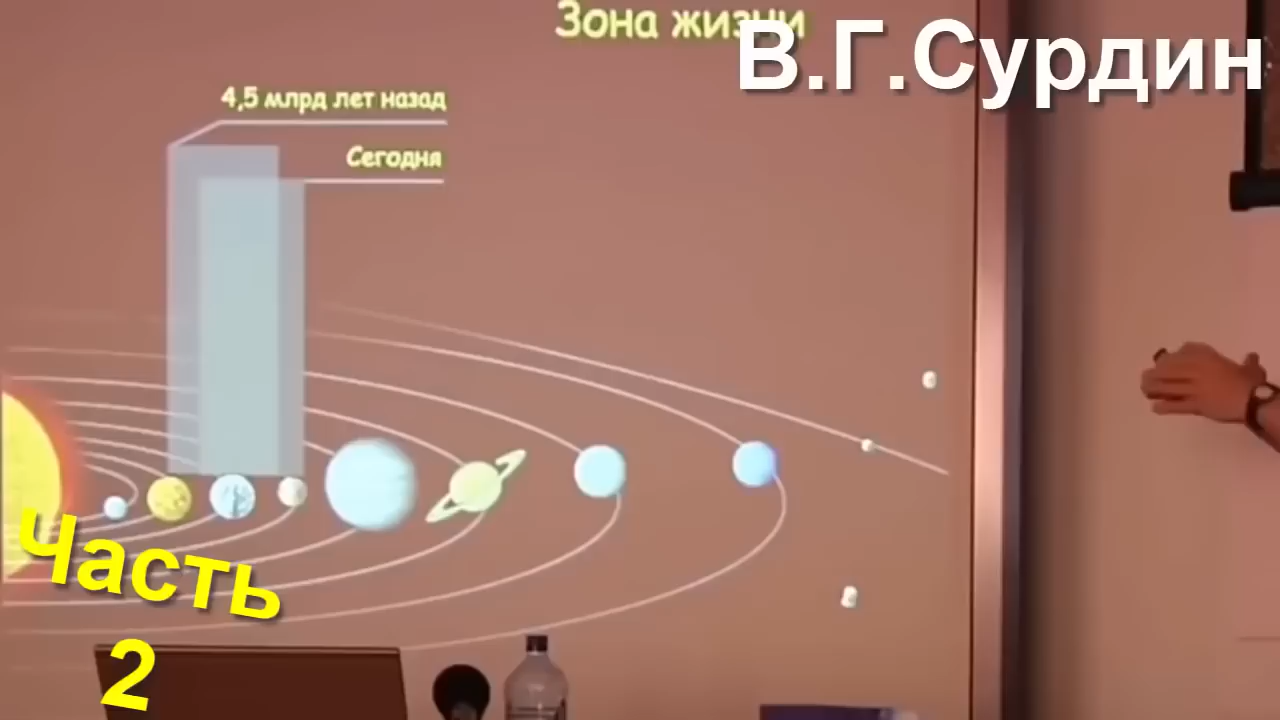 Зона жизни
В.Г.Сурдин
4,5 млрд лет назад
Сегодня
Часть
2